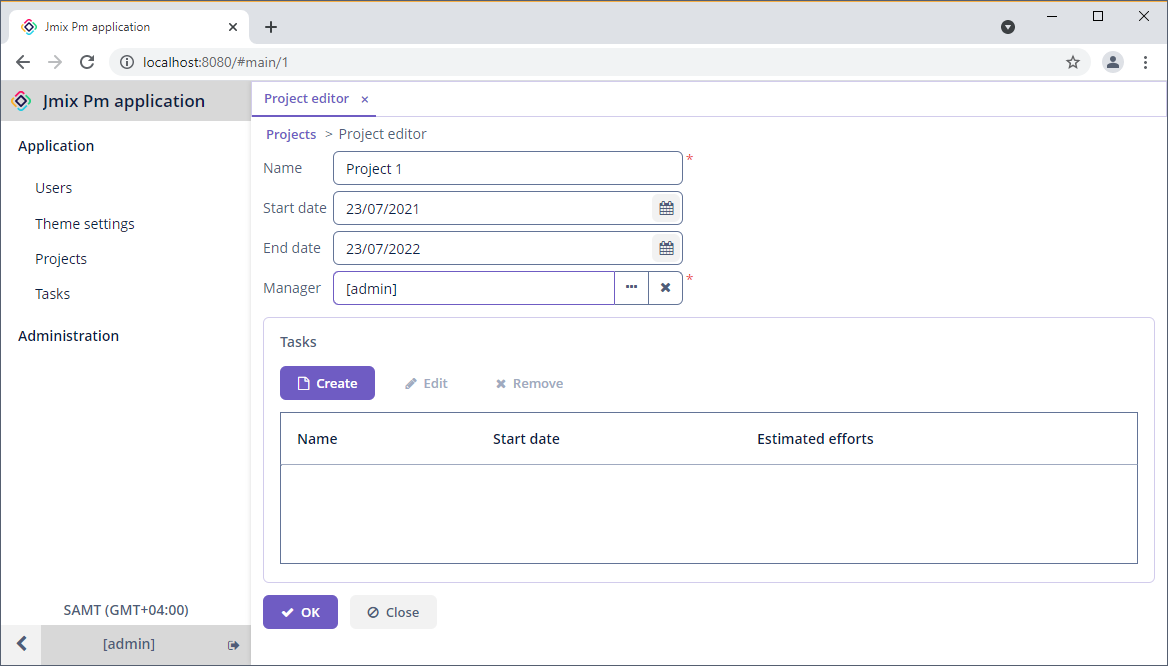 Jmix Pm application
localhost:8080/#main/1
Jmix Pm application
Project editor
Application
Users
Theme settings
Projects
Tasks
Administration
SAMT (GMT+04:00)
[admin]
Projects > Project editor
Name Project 1 *
Start date 23/07/2021
End date 23/07/2022
Manager [admin] *
Tasks
Create Edit Remove
Name Start date Estimated efforts
OK Close